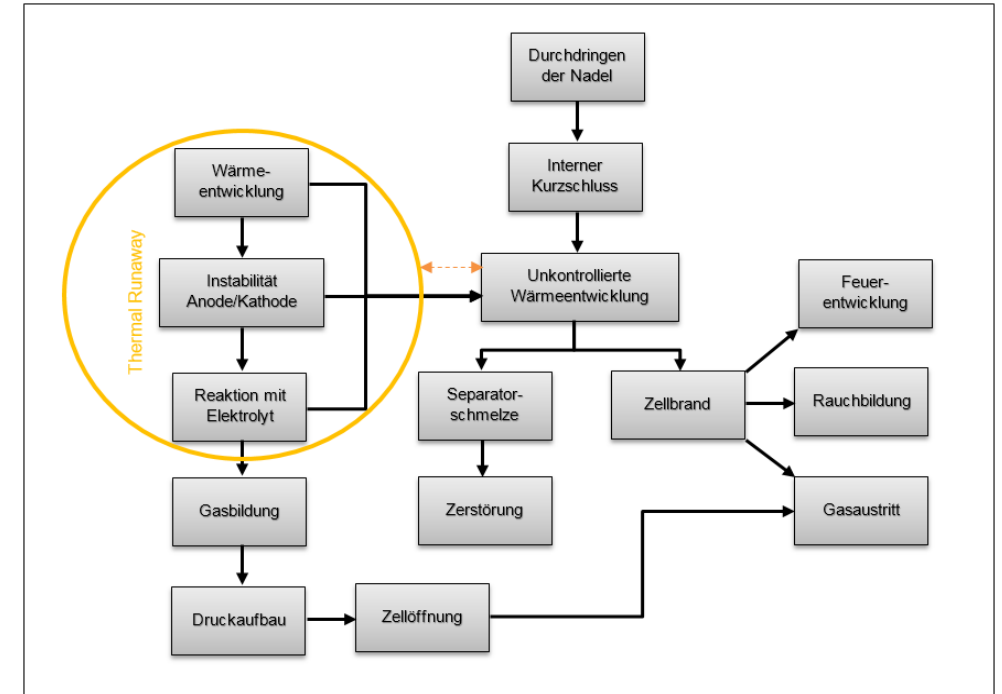 Durchdringen
der Nadel
Interner
Kurzschluss
Wärme-
entwicklung
Thermal Runaway
Instabilität
Anode/Kathode
Unkontrollierte
Wärmeentwicklung
Feuer-
entwicklung
Reaktion mit
Elektrolyt
Separator-
schmelze
Zellbrand
Rauchbildung
Gasbildung
Zerstörung
Gasaustritt
Druckaufbau
Zellöffnung